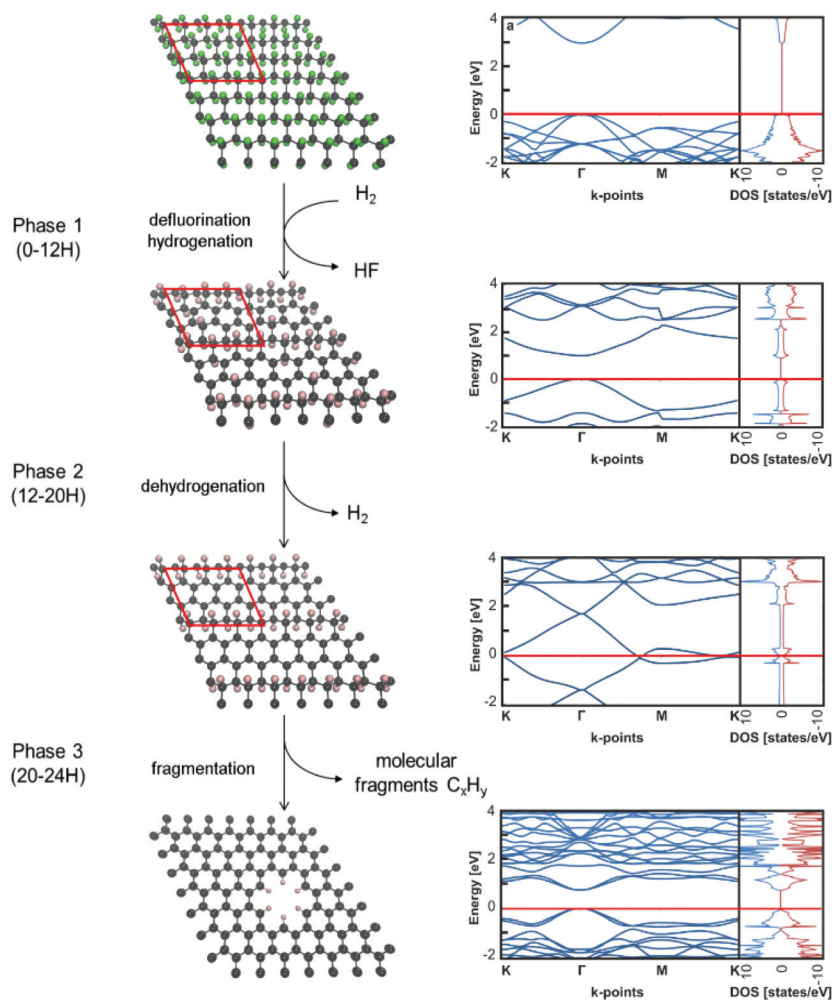 a
4
2
0
-2
Energy [eV]
K
Γ
M
K
10
0
-10
k-points
DOS [states/eV]
Phase 1
(0-12H)
defluorination
hydrogenation
H₂
HF
4
2
0
-2
Energy [eV]
K
Γ
M
K
10
0
-10
k-points
DOS [states/eV]
Phase 2
(12-20H)
dehydrogenation
H₂
4
2
0
-2
Energy [eV]
K
Γ
M
K
10
0
-10
k-points
DOS [states/eV]
Phase 3
(20-24H)
fragmentation
molecular
fragments CₓHᵧ
4
2
0
-2
Energy [eV]
K
Γ
M
K
10
0
-10
k-points
DOS [states/eV]